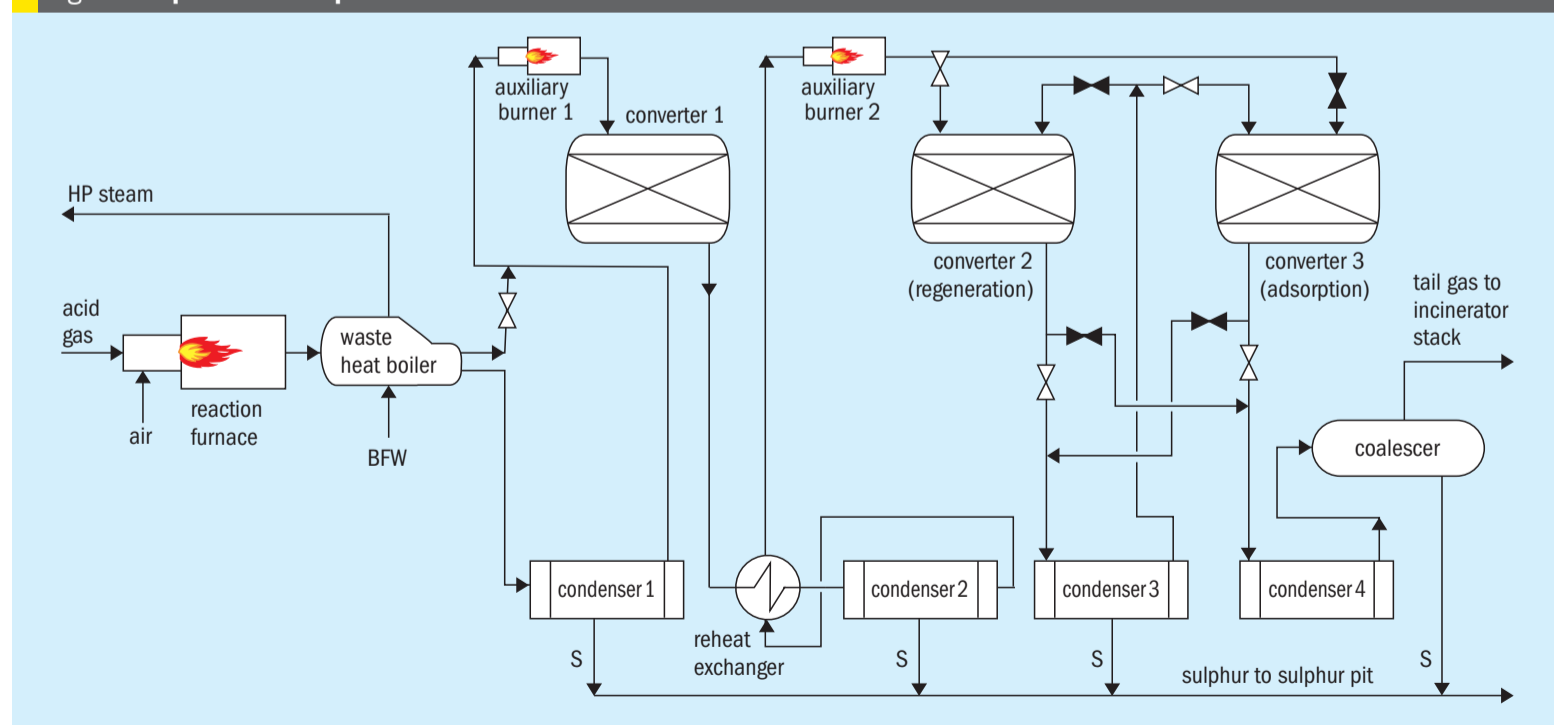 auxiliary
burner 1
converter 1
auxiliary
burner 2
HP steam
converter 2
(regeneration)
converter 3
(adsorption)
tail gas to
incinerator
stack
acid
gas
waste
heat boiler
reaction
furnace
air
BFW
coalescer
condenser 1
condenser 2
condenser 3
condenser 4
reheat
exchanger
S
S
S
S
sulphur to sulphur pit